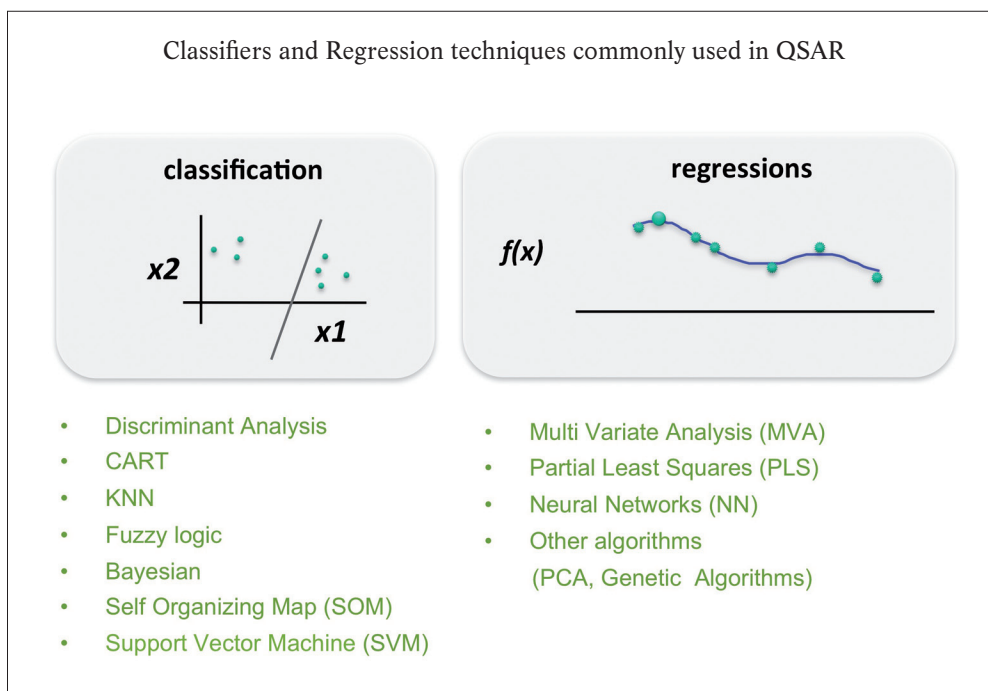 Classifiers and Regression techniques commonly used in QSAR
classification
x2
x1
• Discriminant Analysis
• CART
• KNN
• Fuzzy logic
• Bayesian
• Self Organizing Map (SOM)
• Support Vector Machine (SVM)
regressions
f(x)
• Multi Variate Analysis (MVA)
• Partial Least Squares (PLS)
• Neural Networks (NN)
• Other algorithms
(PCA, Genetic Algorithms)